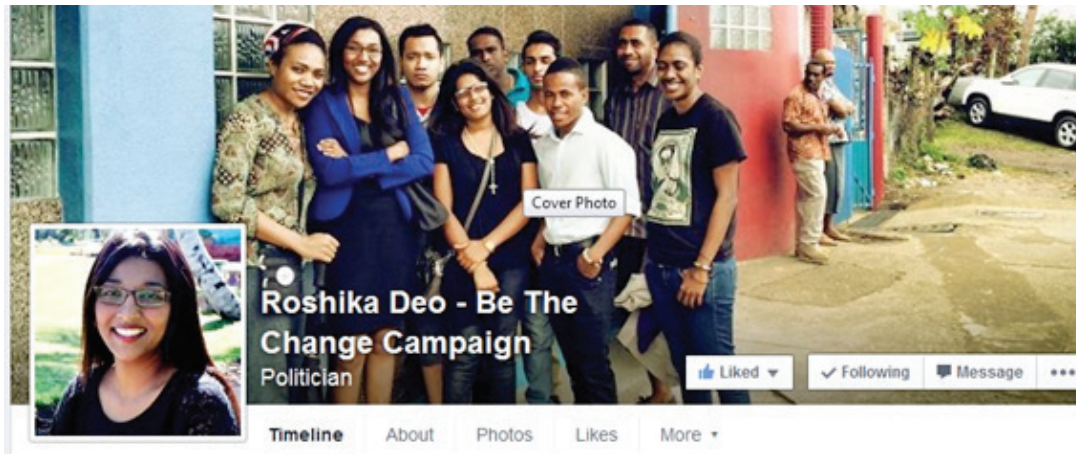 Cover Photo
Roshika Deo - Be The
Change Campaign
Politician
Liked
Following
Message
Timeline
About
Photos
Likes
More